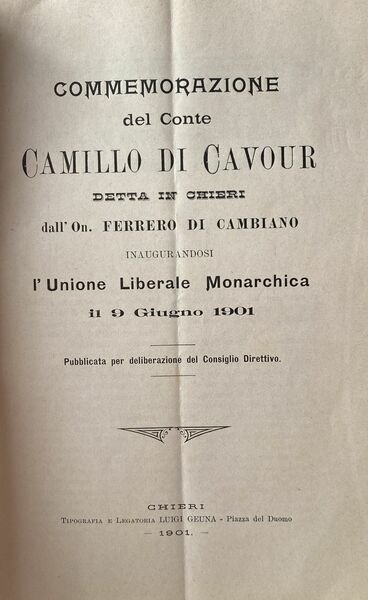 COMMEMORAZIONE
del Conte
CAMILLO DI CAVOUR
DETTA IN CHIERI
dall' On. FERRERO DI CAMBIANO
INAUGURANDOSI
l'Unione Liberale Monarchica
il 9 Giugno 1901
Pubblicata per deliberazione del Consiglio Direttivo.
CHIERI
TIPOGRAFIA E LEGATORIA LUIGI GEUNA - Piazza del Duomo
— 1901. —